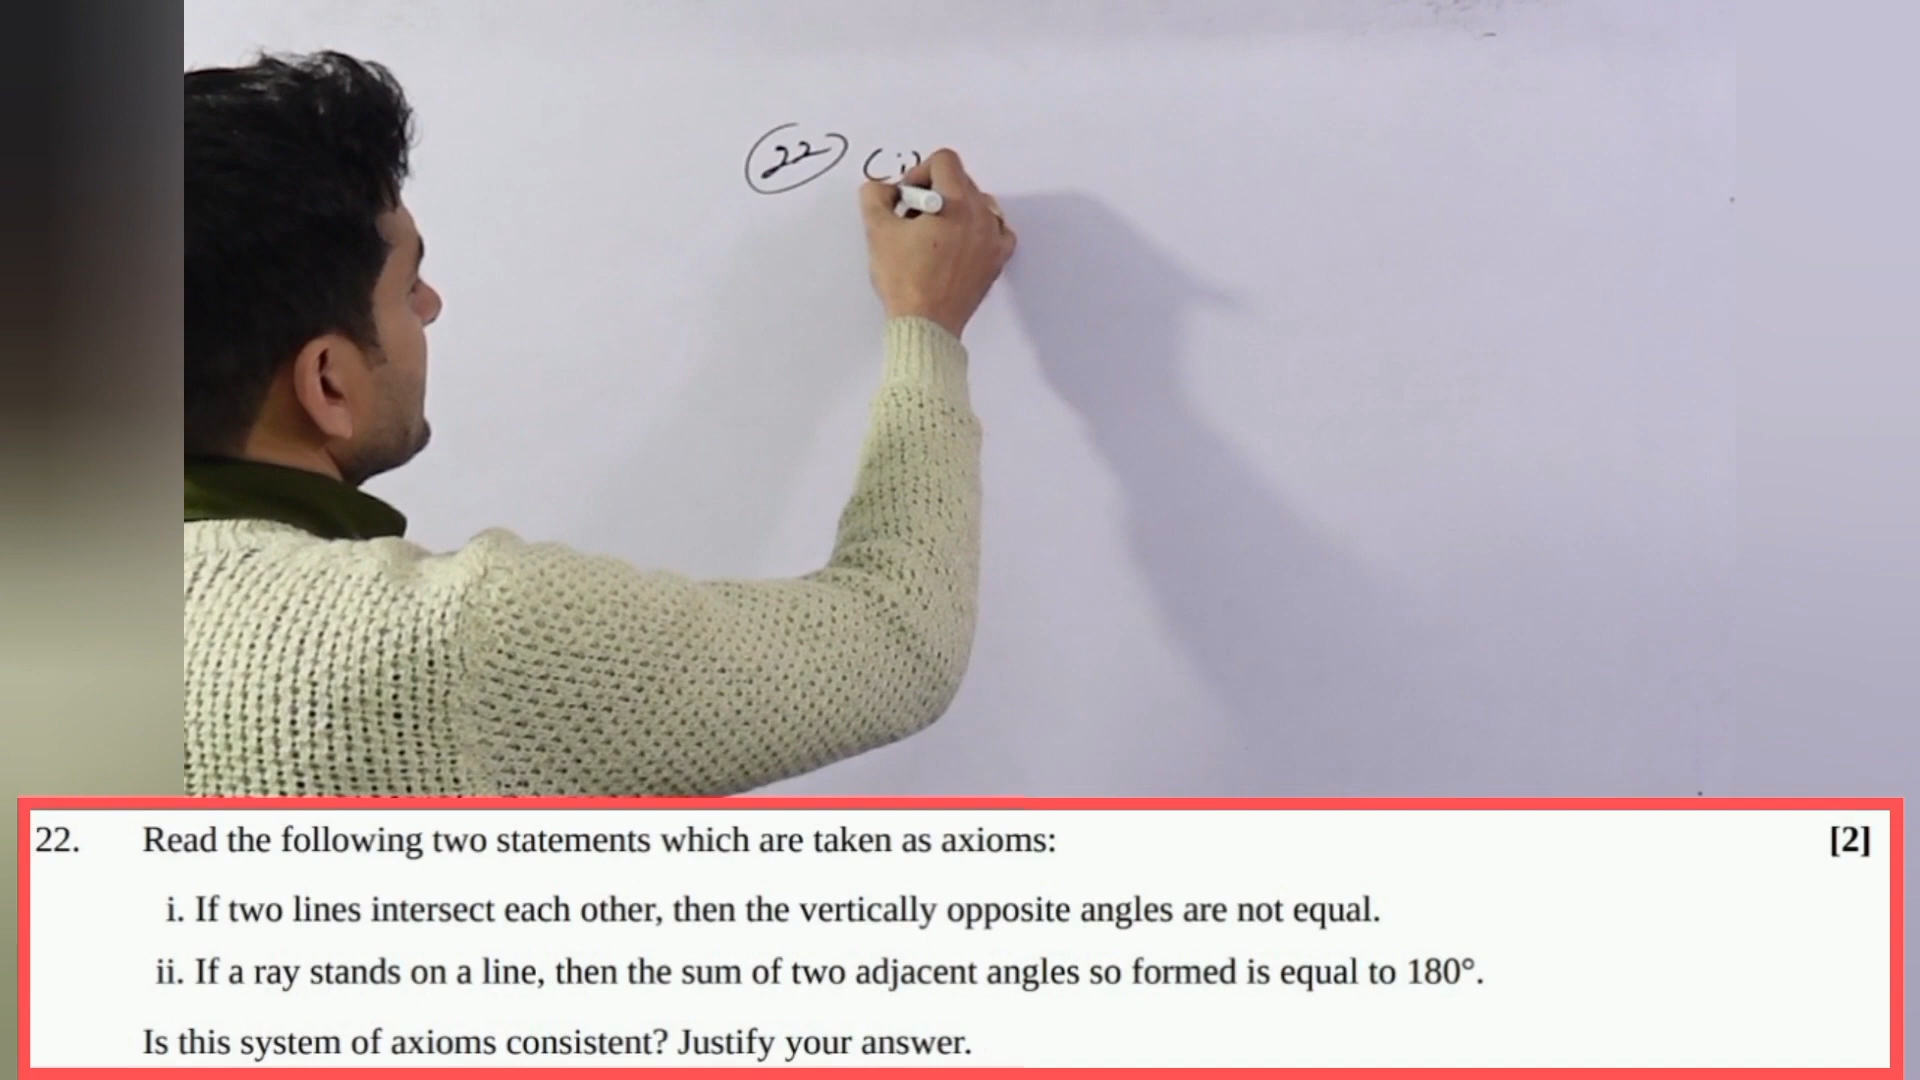 22 (i)
22. Read the following two statements which are taken as axioms: [2]
i. If two lines intersect each other, then the vertically opposite angles are not equal.
ii. If a ray stands on a line, then the sum of two adjacent angles so formed is equal to 180°.
Is this system of axioms consistent? Justify your answer.